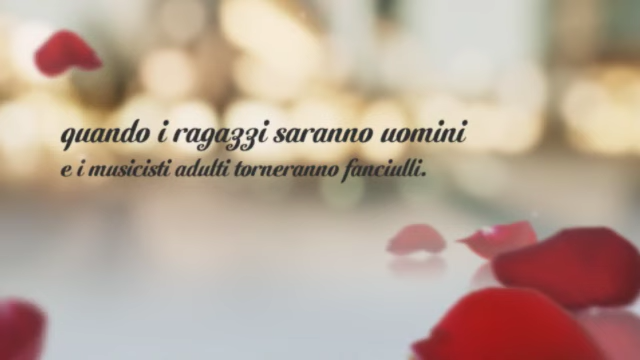 quando i ragazzi saranno uomini
e i musicisti adulti torneranno fanciulli.